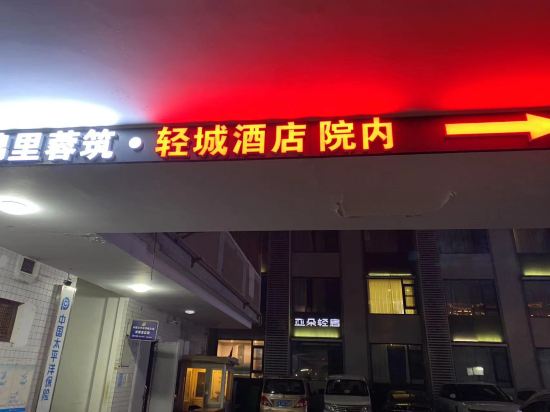 里蓉筑·轻城酒店 院内
亚朵轻居
中国太平洋保险